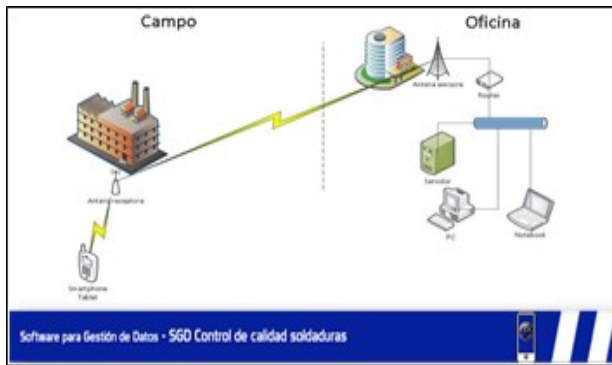 Campo
Oficina
Antena emisora
Router
Servidor
PC
Notebook
Antena receptora
Smartphone
Tablet
Software para Gestión de Datos - SGD Control de calidad soldaduras